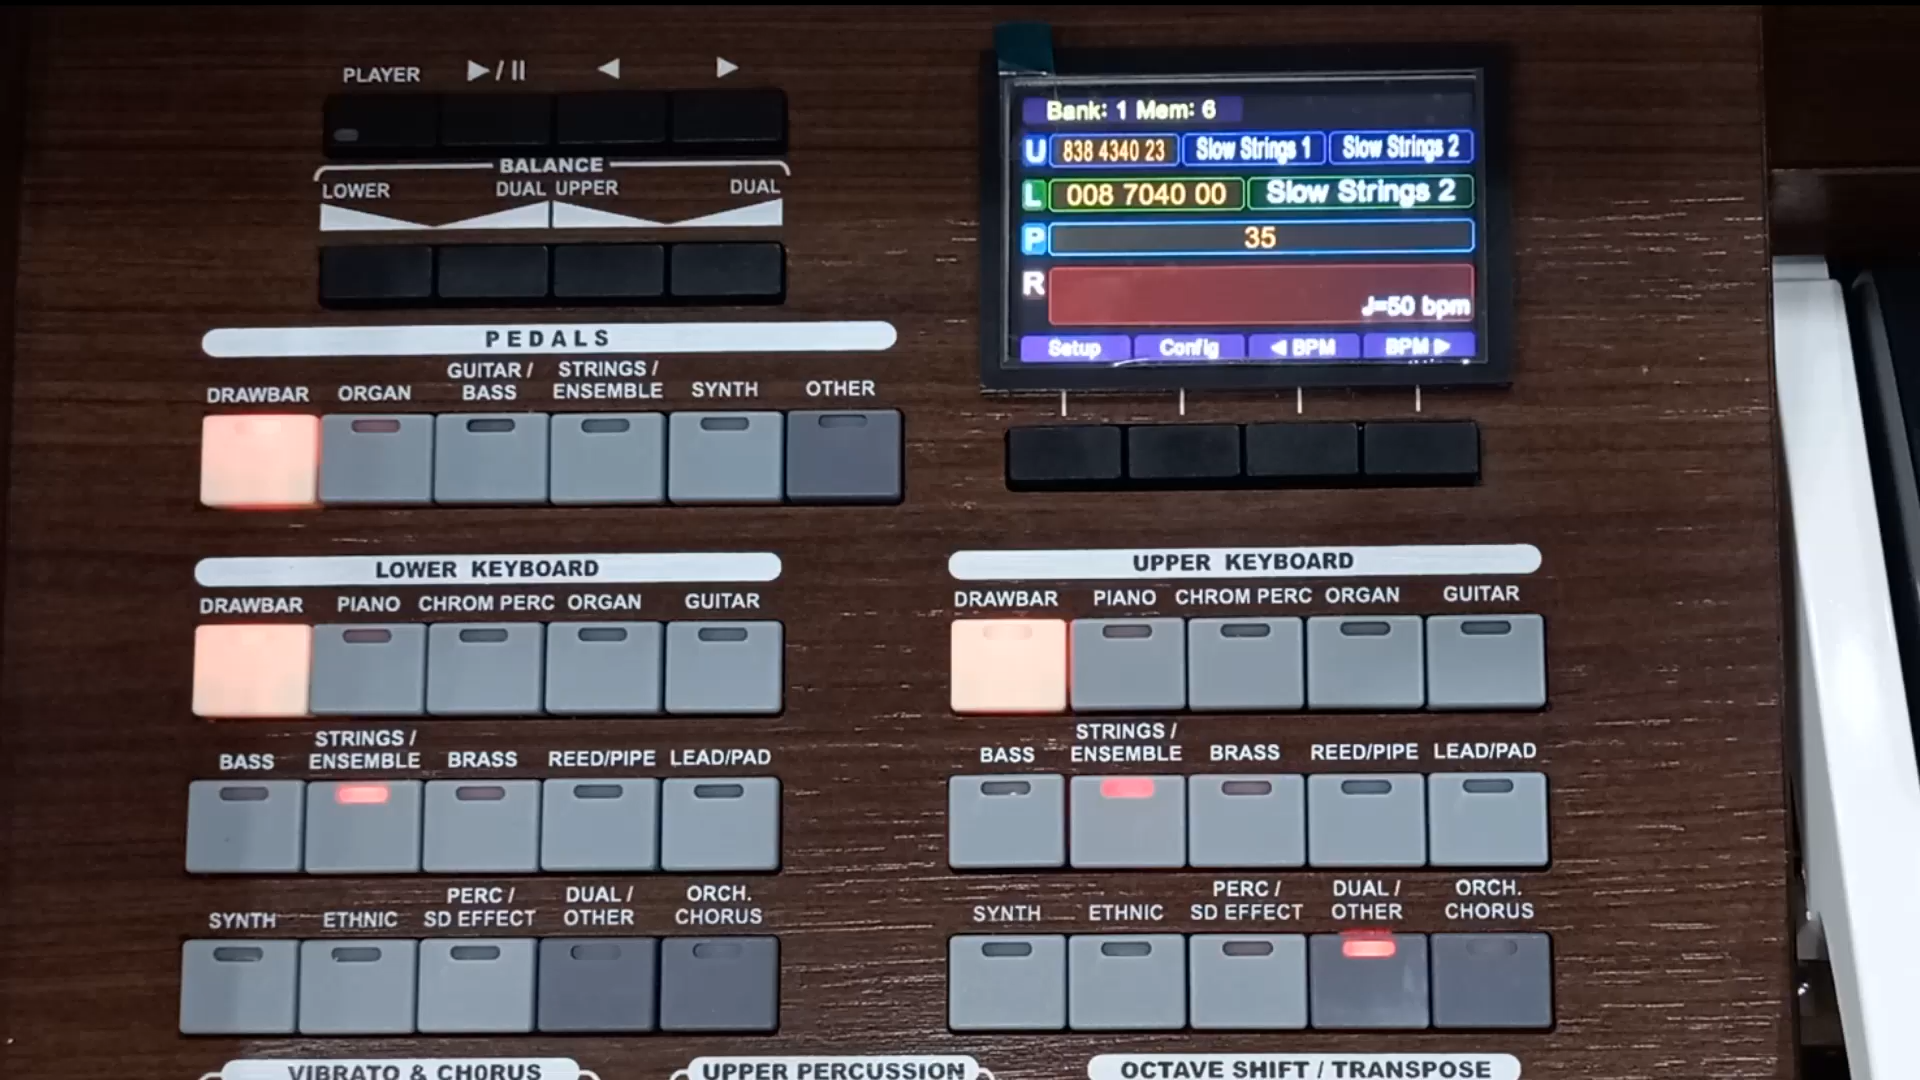 PLAYER ▶/II ◀ ▶
BALANCE
LOWER DUAL UPPER DUAL
Bank: 1 Mem: 6
U 838 4340 23 Slow Strings 1 Slow Strings 2
L 008 7040 00 Slow Strings 2
P 35
R
♩=50 bpm
Setup Config ◀ BPM BPM ▶
PEDALS
DRAWBAR ORGAN GUITAR / BASS STRINGS / ENSEMBLE SYNTH OTHER
LOWER KEYBOARD
DRAWBAR PIANO CHROM PERC ORGAN GUITAR
BASS STRINGS / ENSEMBLE BRASS REED/PIPE LEAD/PAD
SYNTH ETHNIC PERC / SD EFFECT DUAL / OTHER ORCH. CHORUS
UPPER KEYBOARD
DRAWBAR PIANO CHROM PERC ORGAN GUITAR
BASS STRINGS / ENSEMBLE BRASS REED/PIPE LEAD/PAD
SYNTH ETHNIC PERC / SD EFFECT DUAL / OTHER ORCH. CHORUS
VIBRATO & CHORUS UPPER PERCUSSION OCTAVE SHIFT / TRANSPOSE